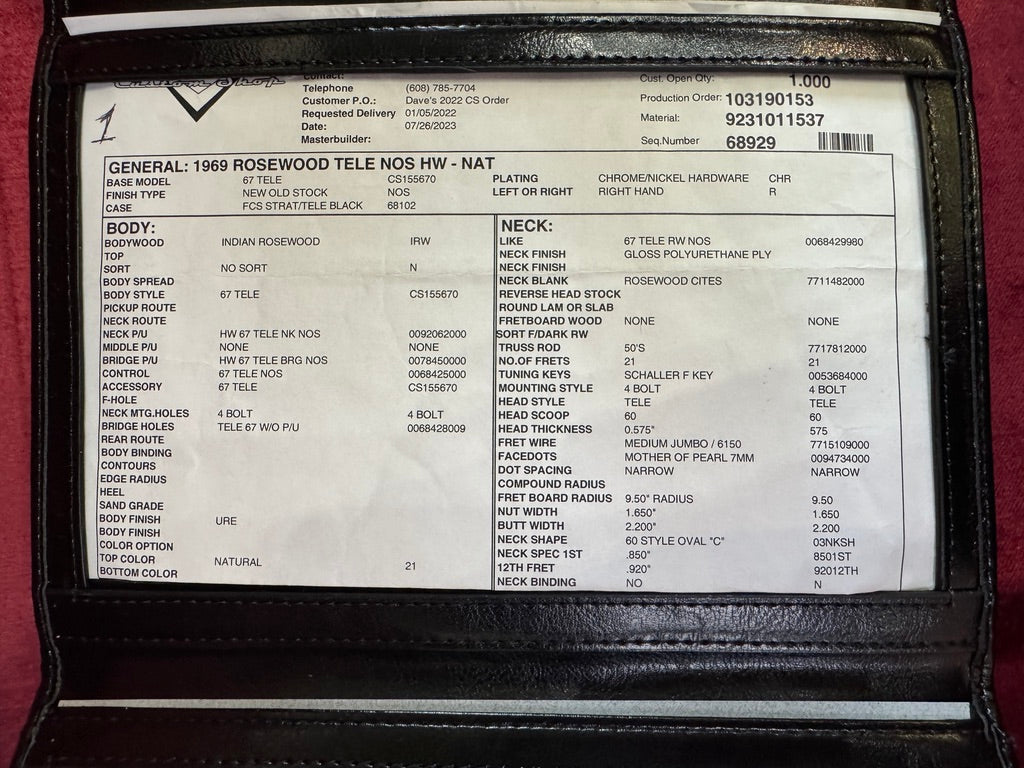 Custom Shop
Contact:
Telephone (608) 785-7704
Customer P.O.: Dave's 2022 CS Order
Requested Delivery 01/05/2022
Date: 07/26/2023
Masterbuilder:
Cust. Open Qty: 1.000
Production Order: 103190153
Material: 9231011537
Seq.Number 68929
1
GENERAL: 1969 ROSEWOOD TELE NOS HW - NAT
BASE MODEL 67 TELE CS155670 PLATING CHROME/NICKEL HARDWARE CHR
FINISH TYPE NEW OLD STOCK NOS LEFT OR RIGHT RIGHT HAND R
CASE FCS STRAT/TELE BLACK 68102
BODY:
BODYWOOD INDIAN ROSEWOOD IRW
TOP
SORT NO SORT N
BODY SPREAD
BODY STYLE 67 TELE CS155670
PICKUP ROUTE
NECK ROUTE
NECK P/U HW 67 TELE NK NOS 0092062000
MIDDLE P/U NONE NONE
BRIDGE P/U HW 67 TELE BRG NOS 0078450000
CONTROL 67 TELE NOS 0068425000
ACCESSORY 67 TELE CS155670
F-HOLE
NECK MTG.HOLES 4 BOLT 4 BOLT
BRIDGE HOLES TELE 67 W/O P/U 0068428009
REAR ROUTE
BODY BINDING
CONTOURS
EDGE RADIUS
HEEL
SAND GRADE
BODY FINISH URE
BODY FINISH
COLOR OPTION
TOP COLOR NATURAL 21
BOTTOM COLOR
NECK:
LIKE 67 TELE RW NOS 0068429980
NECK FINISH GLOSS POLYURETHANE PLY
NECK FINISH
NECK BLANK ROSEWOOD CITES 7711482000
REVERSE HEAD STOCK
ROUND LAM OR SLAB
FRETBOARD WOOD NONE NONE
SORT F/DARK RW
TRUSS ROD 50'S 7717812000
NO.OF FRETS 21 21
TUNING KEYS SCHALLER F KEY 0053684000
MOUNTING STYLE 4 BOLT 4 BOLT
HEAD STYLE TELE TELE
HEAD SCOOP 60 60
HEAD THICKNESS 0.575" 575
FRET WIRE MEDIUM JUMBO / 6150 7715109000
FACEDOTS MOTHER OF PEARL 7MM 0094734000
DOT SPACING NARROW NARROW
COMPOUND RADIUS
FRET BOARD RADIUS 9.50" RADIUS 9.50
NUT WIDTH 1.650" 1.650
BUTT WIDTH 2.200" 2.200
NECK SHAPE 60 STYLE OVAL "C" 03NKSH
NECK SPEC 1ST .850" 8501ST
12TH FRET .920" 92012TH
NECK BINDING NO N